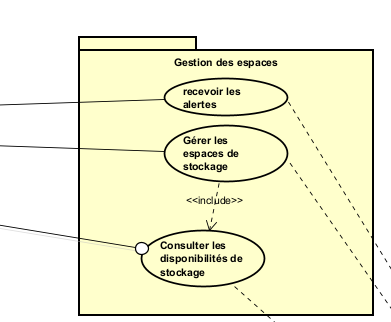 Gestion des espaces
recevoir les
alertes
Gérer les
espaces de
stockage
<<include>>
Consulter les
disponibilités de
stockage